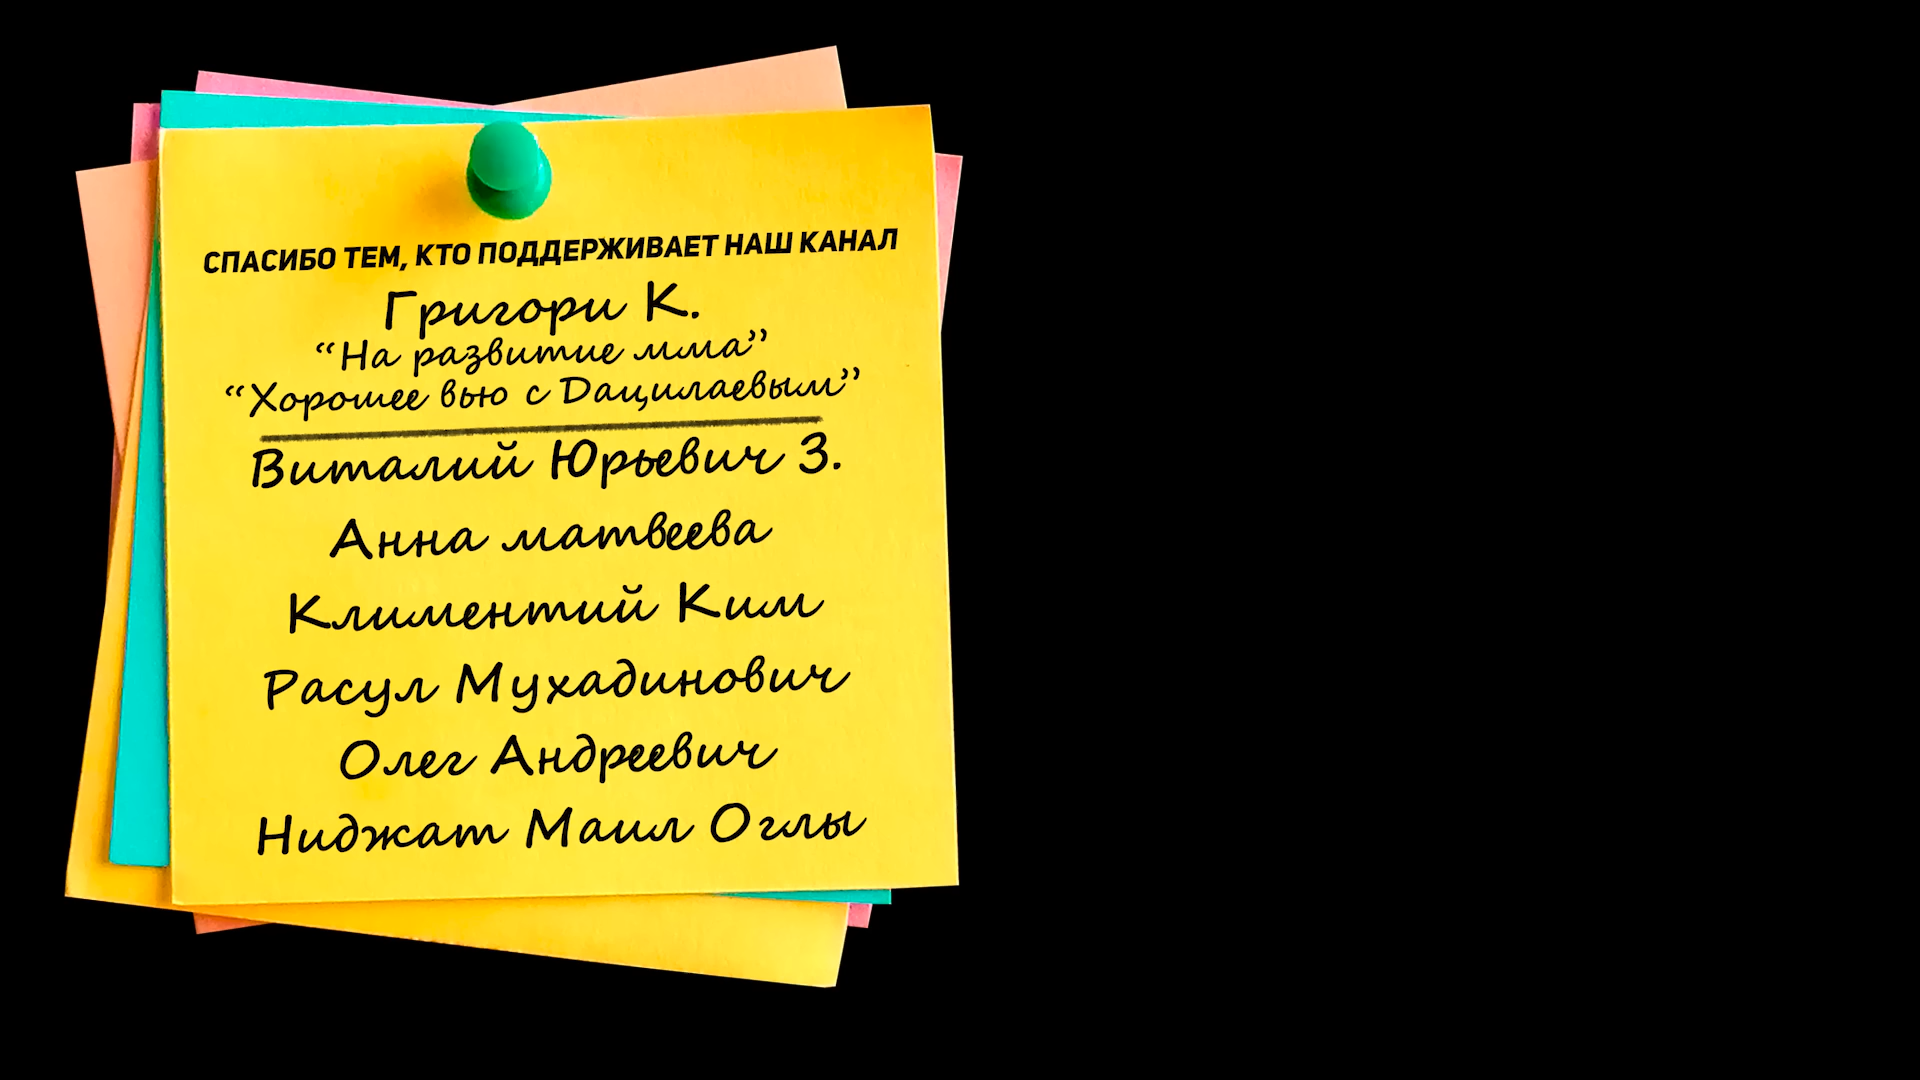 СПАСИБО ТЕМ, КТО ПОДДЕРЖИВАЕТ НАШ КАНАЛ
Григори К.
“На развитие мма”
“Хорошее вью с Дацилаевым”
Виталий Юрьевич З.
Анна матвеева
Климентий Ким
Расул Мухадинович
Олег Андреевич
Ниджат Маил Оглы